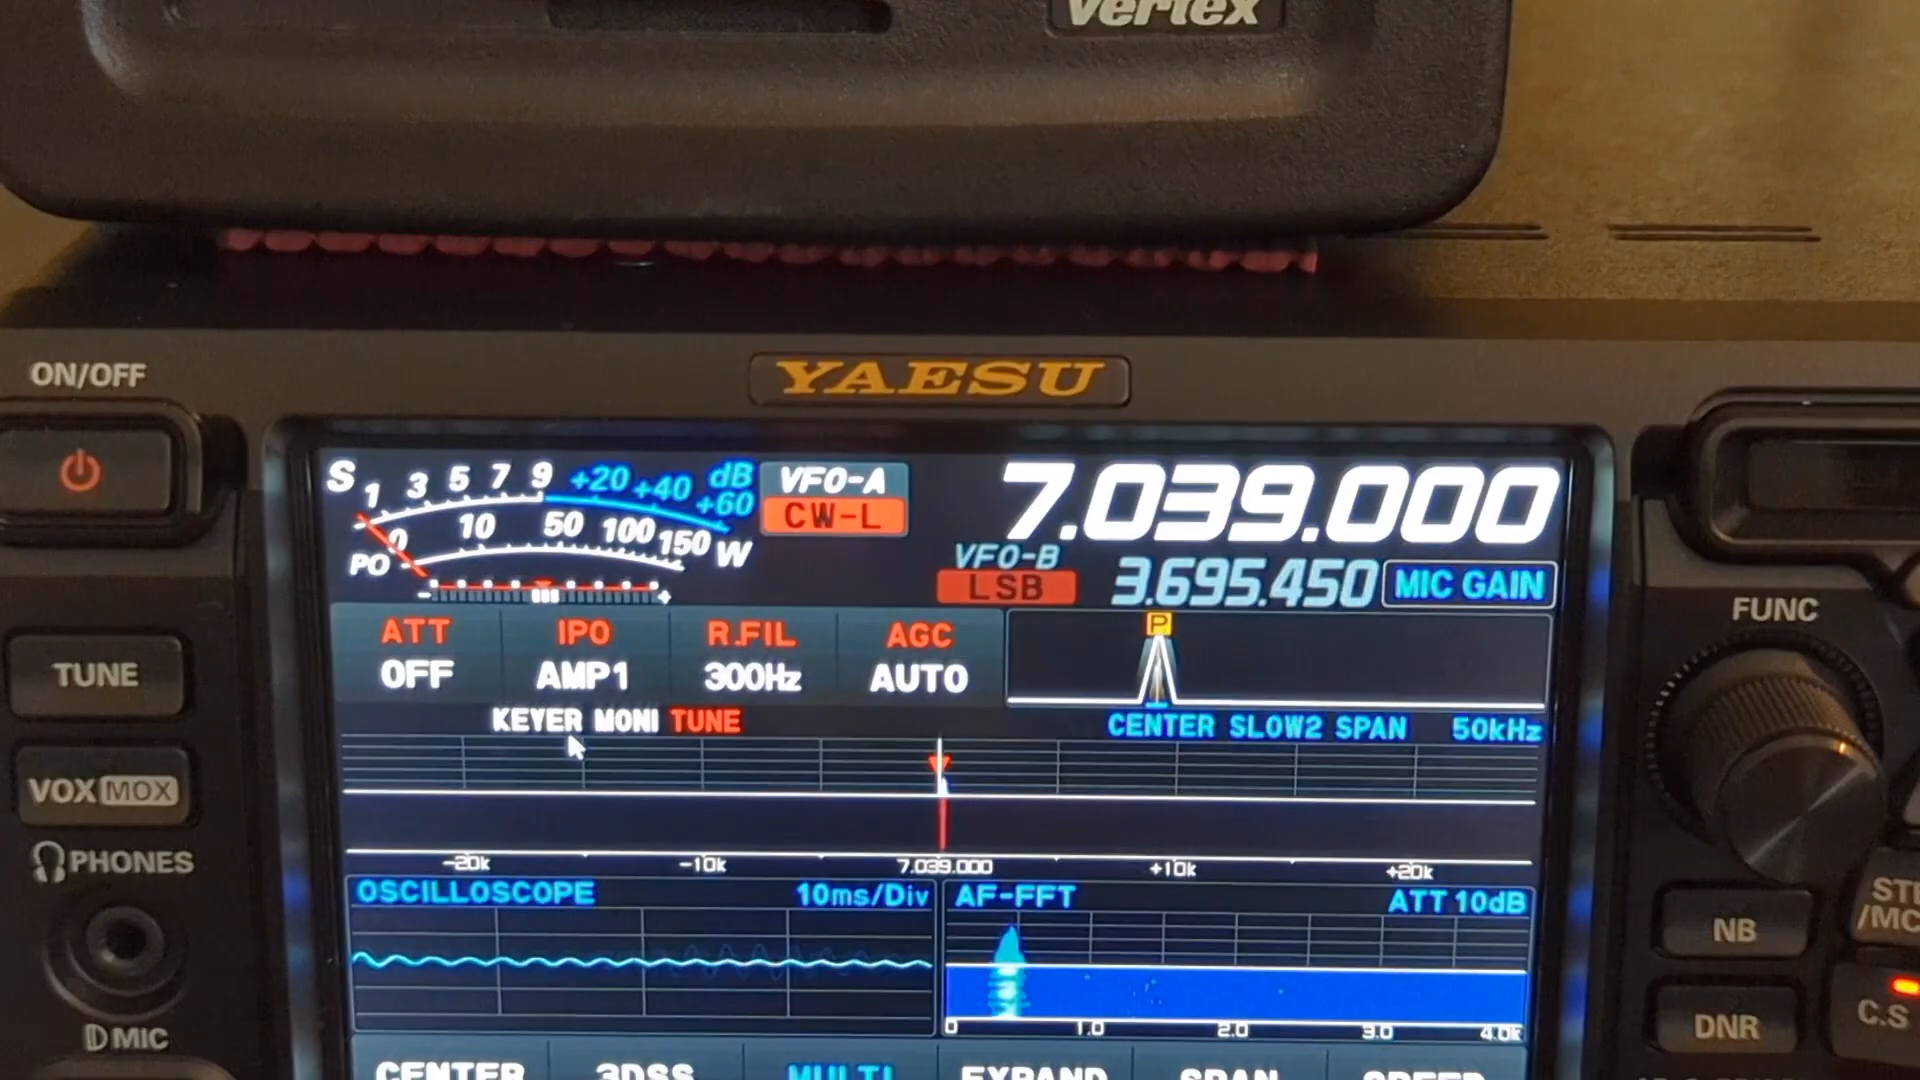 Vertex
YAESU
ON/OFF
S 1 3 5 7 9 +20 +40 +60 dB
PO 0 10 50 100 150 W
- +
VFO-A
CW-L
7.039.000
VFO-B
LSB
3.695.450
MIC GAIN
ATT IPO R.FIL AGC
OFF AMP1 300Hz AUTO
P
KEYER MONI TUNE
CENTER SLOW2 SPAN 50kHz
-20k -10k 7.039.000 +10k +20k
OSCILLOSCOPE 10ms/Div
AF-FFT ATT 10dB
0 1.0 2.0 3.0 4.0k
CENTER 3DSS MULTI EXPAND SPAN SPEED
TUNE
VOX MOX
PHONES
MIC
FUNC
NB
DNR
/MC
C.S